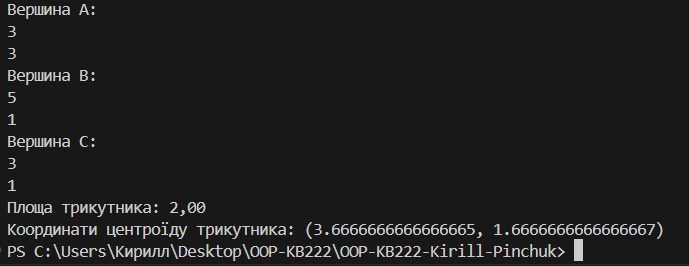 Вершина A:
3
3
Вершина B:
5
1
Вершина C:
3
1
Площа трикутника: 2,00
Координати центроїду трикутника: (3.6666666666666665, 1.6666666666666667)
PS C:\Users\Кирилл\Desktop\OOP-KB222\OOP-KB222-Kirill-Pinchuk>